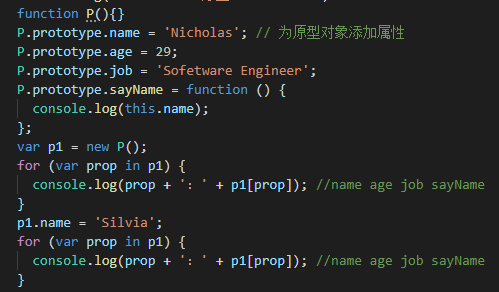 function P(){}
P.prototype.name = 'Nicholas'; // 为原型对象添加属性
P.prototype.age = 29;
P.prototype.job = 'Sofetware Engineer';
P.prototype.sayName = function () {
  console.log(this.name);
};
var p1 = new P();
for (var prop in p1) {
  console.log(prop + '：' + p1[prop]); //name age job sayName
}
p1.name = 'Silvia';
for (var prop in p1) {
  console.log(prop + '：' + p1[prop]); //name age job sayName
}